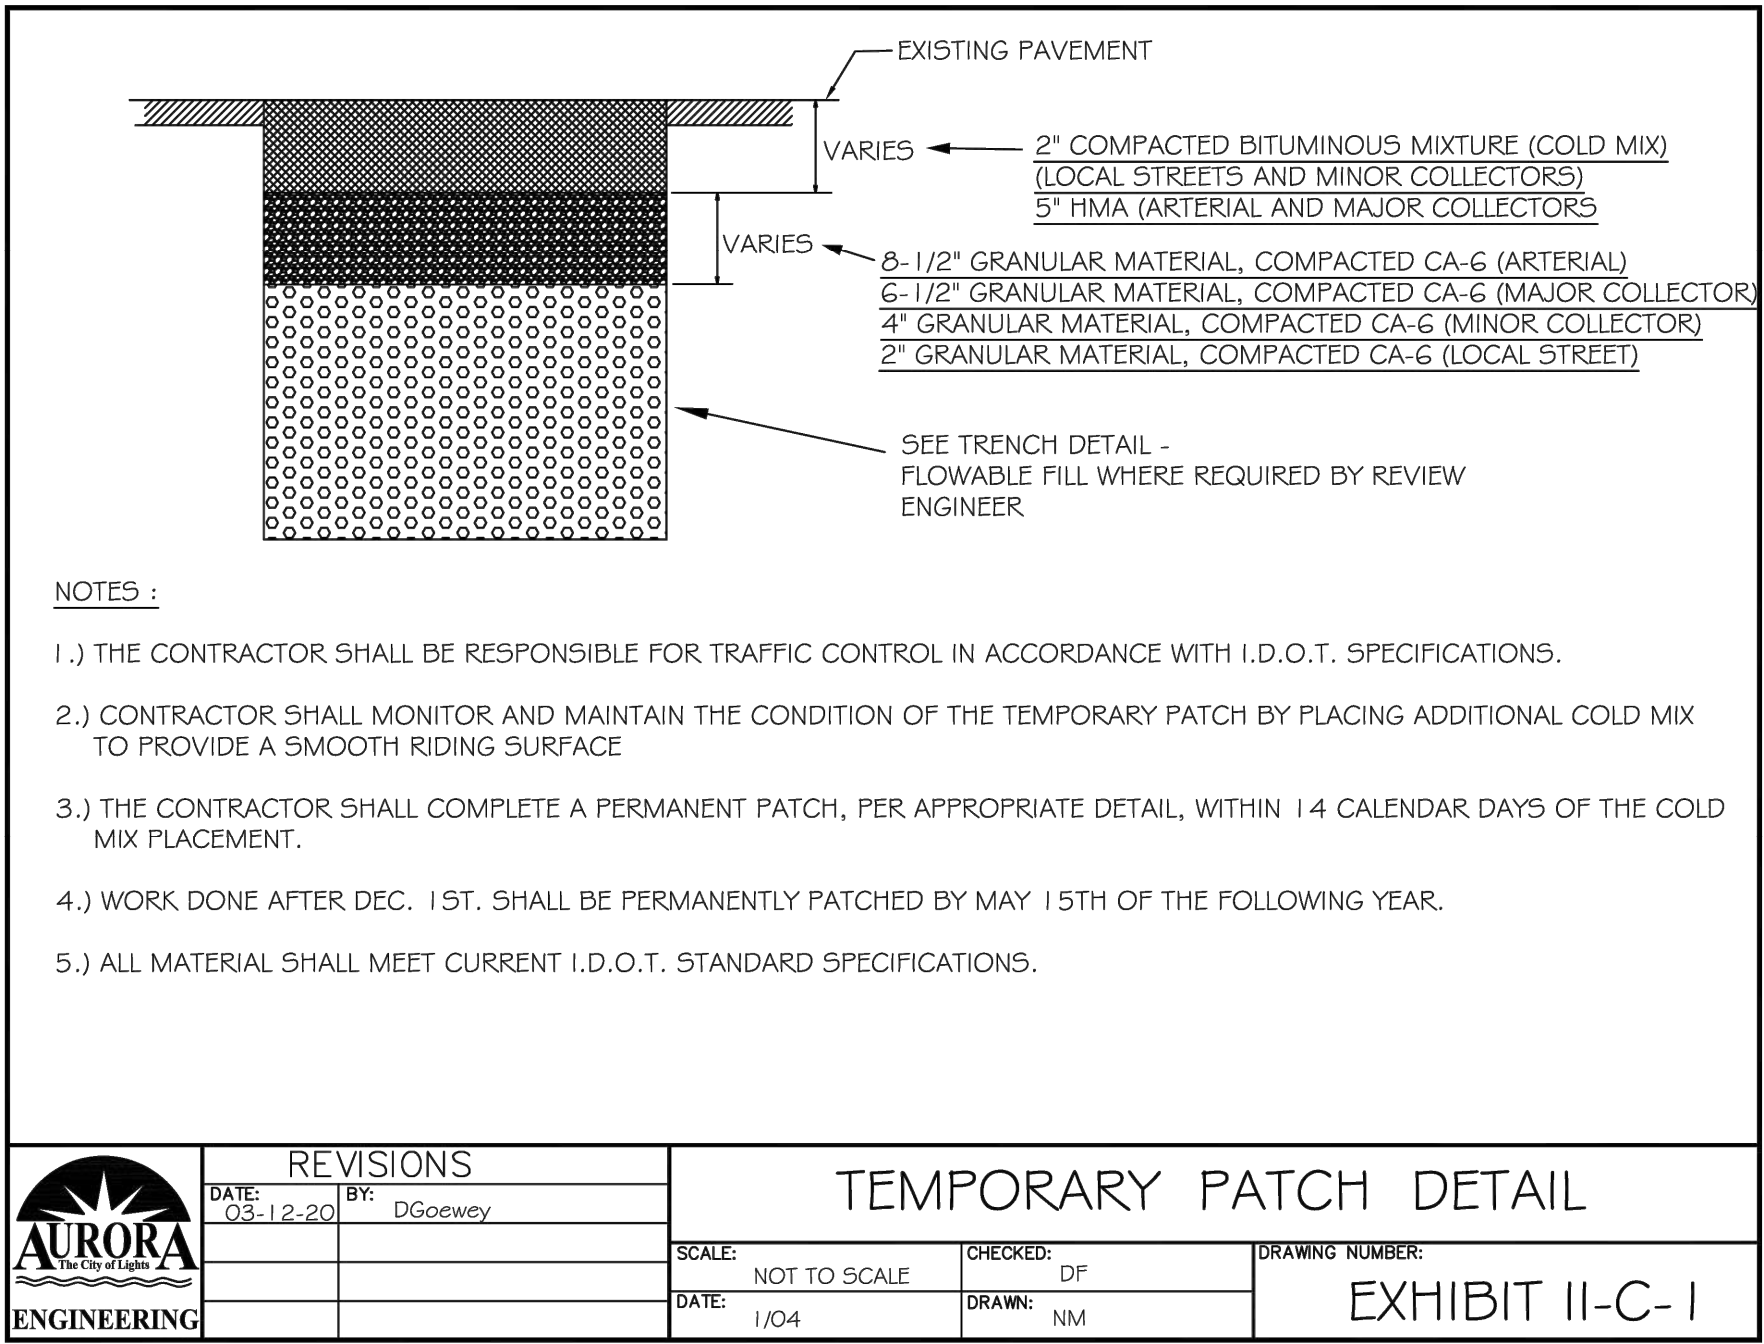 EXISTING PAVEMENT
VARIES
2" COMPACTED BITUMINOUS MIXTURE (COLD MIX)
(LOCAL STREETS AND MINOR COLLECTORS)
5" HMA (ARTERIAL AND MAJOR COLLECTORS
VARIES
8-1/2" GRANULAR MATERIAL, COMPACTED CA-6 (ARTERIAL)
6-1/2" GRANULAR MATERIAL, COMPACTED CA-6 (MAJOR COLLECTOR)
4" GRANULAR MATERIAL, COMPACTED CA-6 (MINOR COLLECTOR)
2" GRANULAR MATERIAL, COMPACTED CA-6 (LOCAL STREET)
SEE TRENCH DETAIL -
FLOWABLE FILL WHERE REQUIRED BY REVIEW
ENGINEER
NOTES :
1.) THE CONTRACTOR SHALL BE RESPONSIBLE FOR TRAFFIC CONTROL IN ACCORDANCE WITH I.D.O.T. SPECIFICATIONS.
2.) CONTRACTOR SHALL MONITOR AND MAINTAIN THE CONDITION OF THE TEMPORARY PATCH BY PLACING ADDITIONAL COLD MIX
TO PROVIDE A SMOOTH RIDING SURFACE
3.) THE CONTRACTOR SHALL COMPLETE A PERMANENT PATCH, PER APPROPRIATE DETAIL, WITHIN 14 CALENDAR DAYS OF THE COLD
MIX PLACEMENT.
4.) WORK DONE AFTER DEC. 1ST. SHALL BE PERMANENTLY PATCHED BY MAY 15TH OF THE FOLLOWING YEAR.
5.) ALL MATERIAL SHALL MEET CURRENT I.D.O.T. STANDARD SPECIFICATIONS.
AURORA
The City of Lights
ENGINEERING
REVISIONS
DATE: 03-12-20 BY: DGoewey
TEMPORARY PATCH DETAIL
SCALE: NOT TO SCALE
CHECKED: DF
DATE: 1/04
DRAWN: NM
DRAWING NUMBER:
EXHIBIT II-C-1